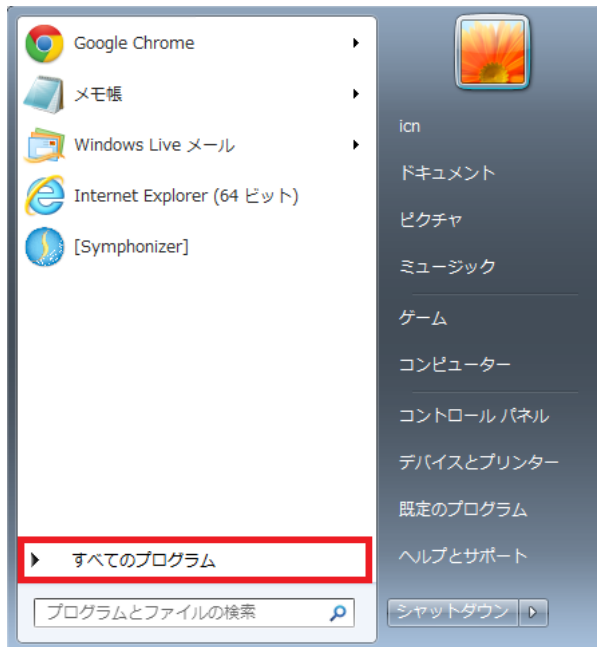 Google Chrome
メモ帳
Windows Live メール
Internet Explorer (64 ビット)
[Symphonizer]
すべてのプログラム
プログラムとファイルの検索
icn
ドキュメント
ピクチャ
ミュージック
ゲーム
コンピューター
コントロール パネル
デバイスとプリンター
既定のプログラム
ヘルプとサポート
シャットダウン